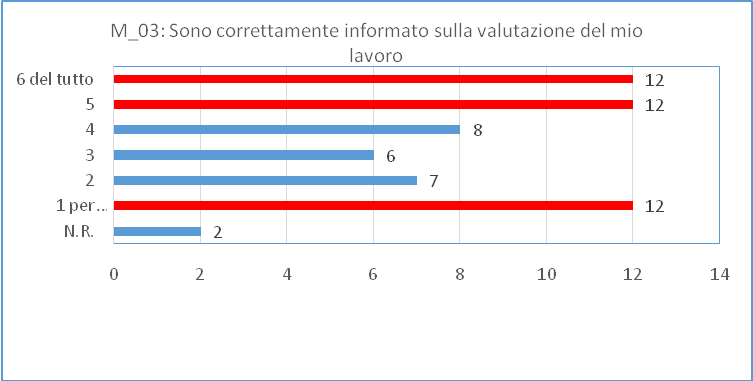 M_03: Sono correttamente informato sulla valutazione del mio
lavoro
6 del tutto 12
5 12
4 8
3 6
2 7
1 per... 12
N.R. 2
0 2 4 6 8 10 12 14